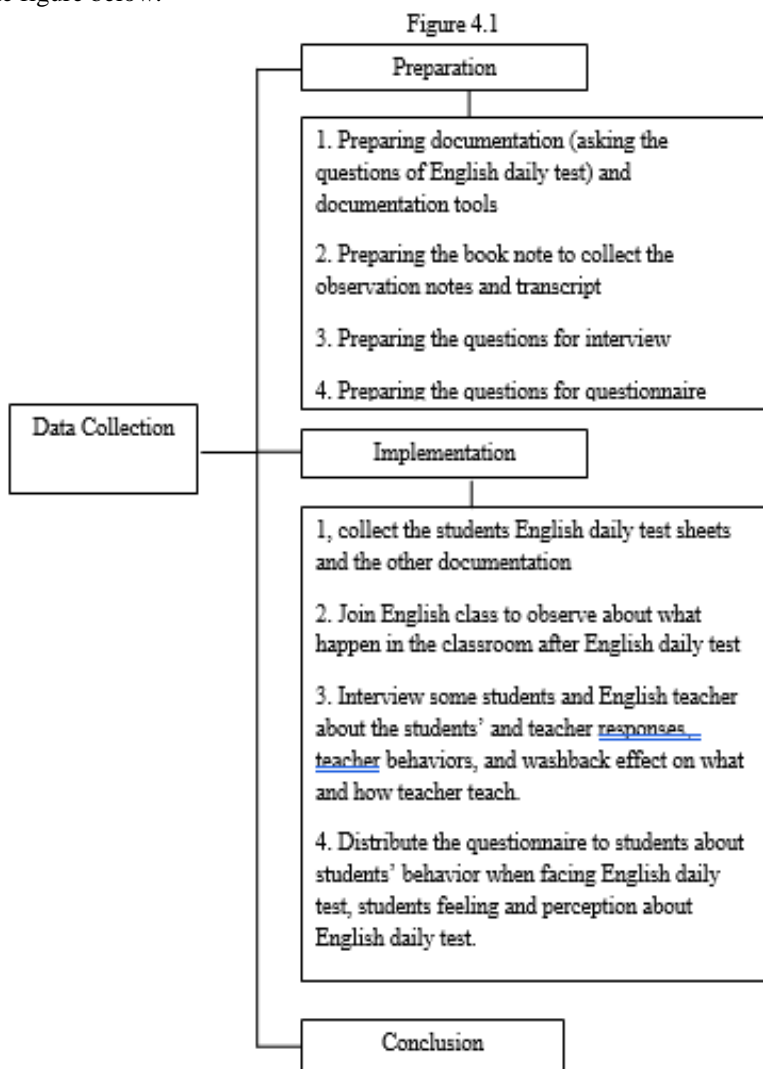 figure below.
Figure 4.1
Preparation
1. Preparing documentation (asking the
questions of English daily test) and
documentation tools
2. Preparing the book note to collect the
observation notes and transcript
3. Preparing the questions for interview
4. Preparing the questions for questionnaire
Data Collection
Implementation
1, collect the students English daily test sheets
and the other documentation
2. Join English class to observe about what
happen in the classroom after English daily test
3. Interview some students and English teacher
about the students’ and teacher responses,
teacher behaviors, and washback effect on what
and how teacher teach.
4. Distribute the questionnaire to students about
students’ behavior when facing English daily
test, students feeling and perception about
English daily test.
Conclusion